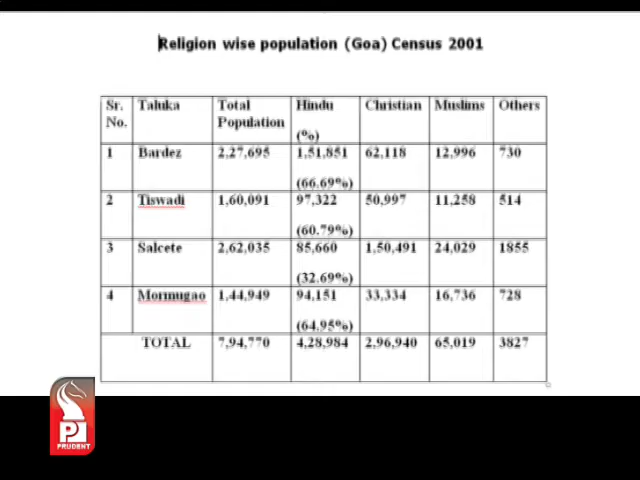 Religion wise population (Goa) Census 2001
Sr. No. Taluka Total Population Hindu (%) Christian Muslims Others
1 Bardez 2,27,695 1,51,851 (66.69%) 62,118 12,996 730
2 Tiswadi 1,60,091 97,322 (60.79%) 50,997 11,258 514
3 Salcete 2,62,035 85,660 (32.69%) 1,50,491 24,029 1855
4 Mormugao 1,44,949 94,151 (64.95%) 33,334 16,736 728
TOTAL 7,94,770 4,28,984 2,96,940 65,019 3827
PRUDENT